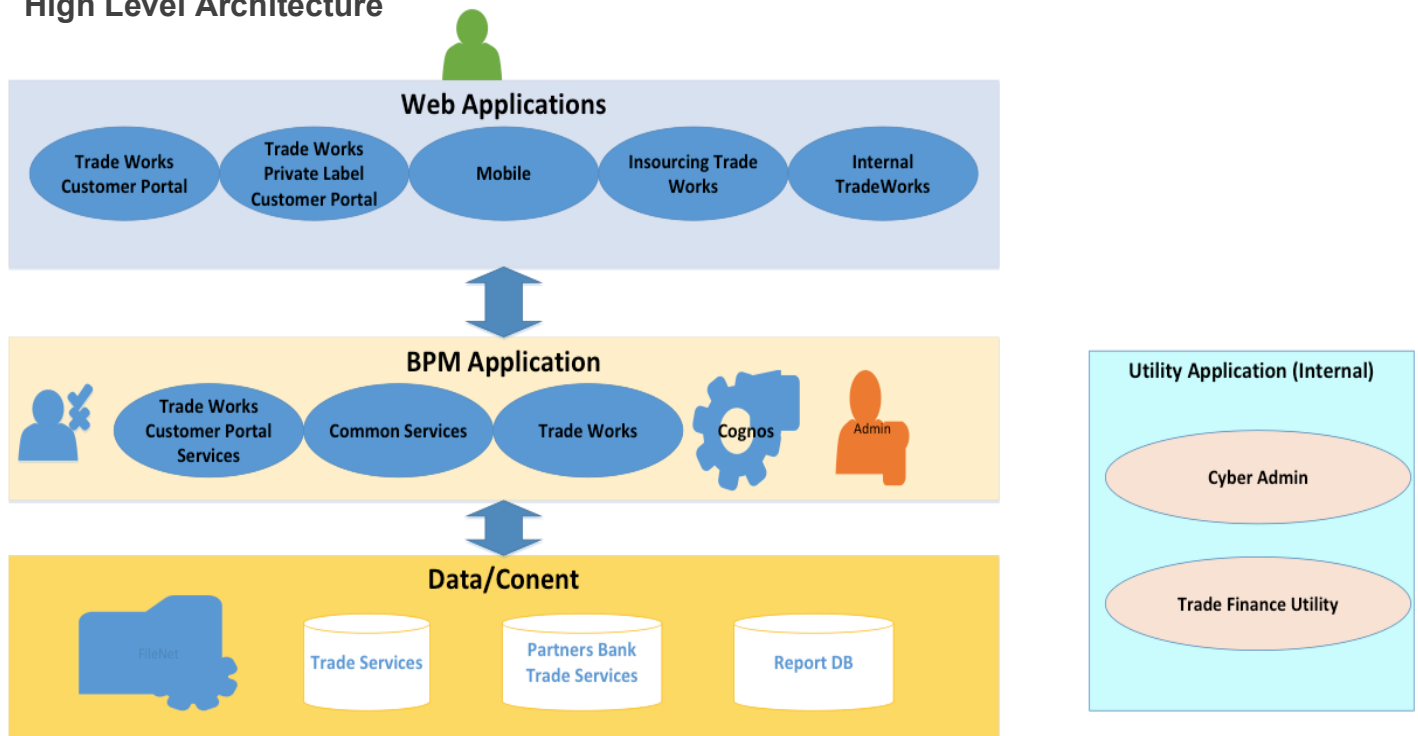 High Level Architecture
Web Applications
Trade Works
Customer Portal
Trade Works
Private Label
Customer Portal
Mobile
Insourcing Trade
Works
Internal
TradeWorks
BPM Application
Trade Works
Customer Portal
Services
Common Services
Trade Works
Cognos
Admin
Data/Conent
FileNet
Trade Services
Partners Bank
Trade Services
Report DB
Utility Application (Internal)
Cyber Admin
Trade Finance Utility